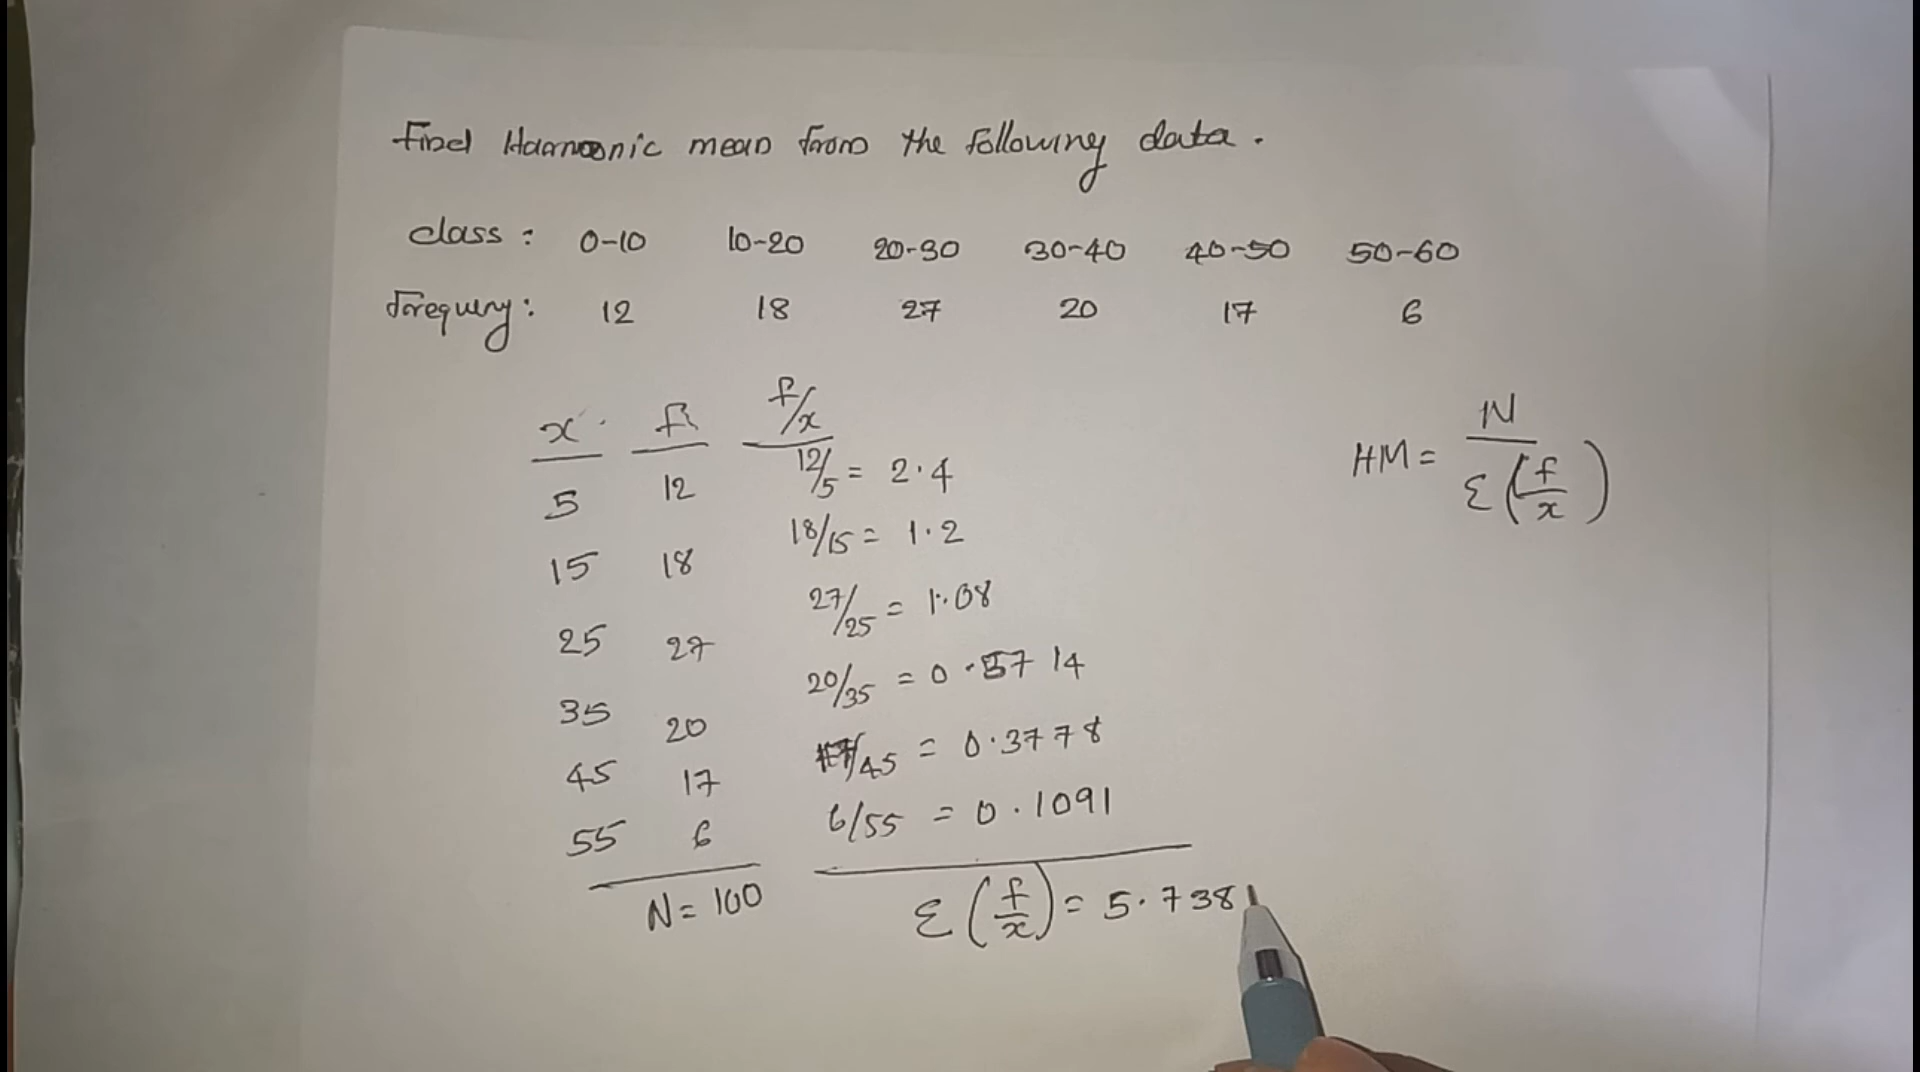 Find Harmonic mean from the following data.
class: 0-10 10-20 20-30 30-40 40-50 50-60
frequency: 12 18 27 20 17 6
x f f/x
5 12 12/5 = 2.4
15 18 18/15 = 1.2
25 27 27/25 = 1.08
35 20 20/35 = 0.5714
45 17 17/45 = 0.3778
55 6 6/55 = 0.1091
N = 100 Σ(f/x) = 5.738
HM = N/Σ(f/x)